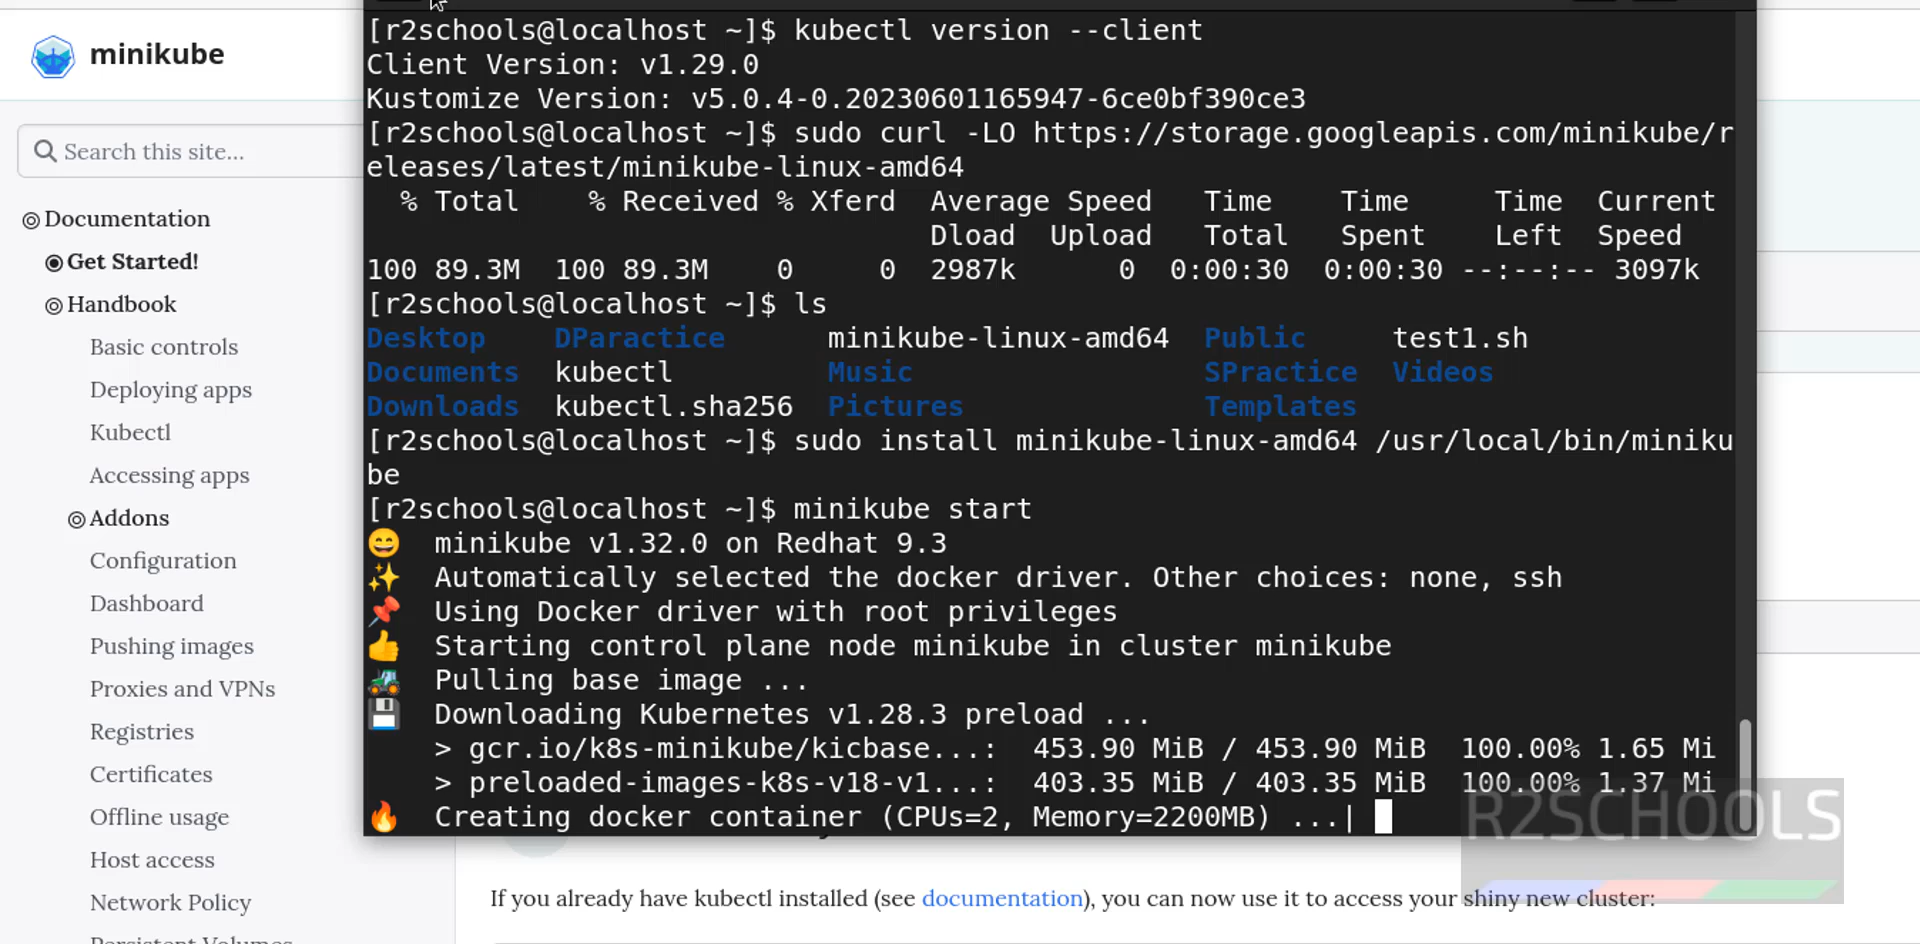 minikube
Search this site...
Documentation
Get Started!
Handbook
Basic controls
Deploying apps
Kubectl
Accessing apps
Addons
Configuration
Dashboard
Pushing images
Proxies and VPNs
Registries
Certificates
Offline usage
Host access
Network Policy
Persistent Volumes
[r2schools@localhost ~]$ kubectl version --client
Client Version: v1.29.0
Kustomize Version: v5.0.4-0.20230601165947-6ce0bf390ce3
[r2schools@localhost ~]$ sudo curl -LO https://storage.googleapis.com/minikube/r
eleases/latest/minikube-linux-amd64
% Total % Received % Xferd Average Speed Time Time Time Current
Dload Upload Total Spent Left Speed
100 89.3M 100 89.3M 0 0 2987k 0 0:00:30 0:00:30 --:--:-- 3097k
[r2schools@localhost ~]$ ls
Desktop DParactice minikube-linux-amd64 Public test1.sh
Documents kubectl Music SPractice Videos
Downloads kubectl.sha256 Pictures Templates
[r2schools@localhost ~]$ sudo install minikube-linux-amd64 /usr/local/bin/miniku
be
[r2schools@localhost ~]$ minikube start
😄 minikube v1.32.0 on Redhat 9.3
✨ Automatically selected the docker driver. Other choices: none, ssh
📌 Using Docker driver with root privileges
👍 Starting control plane node minikube in cluster minikube
🚜 Pulling base image ...
💾 Downloading Kubernetes v1.28.3 preload ...
> gcr.io/k8s-minikube/kicbase...: 453.90 MiB / 453.90 MiB 100.00% 1.65 Mi
> preloaded-images-k8s-v18-v1...: 403.35 MiB / 403.35 MiB 100.00% 1.37 Mi
🔥 Creating docker container (CPUs=2, Memory=2200MB) ...|
R2SCHOOLS
If you already have kubectl installed (see documentation), you can now use it to access your shiny new cluster: